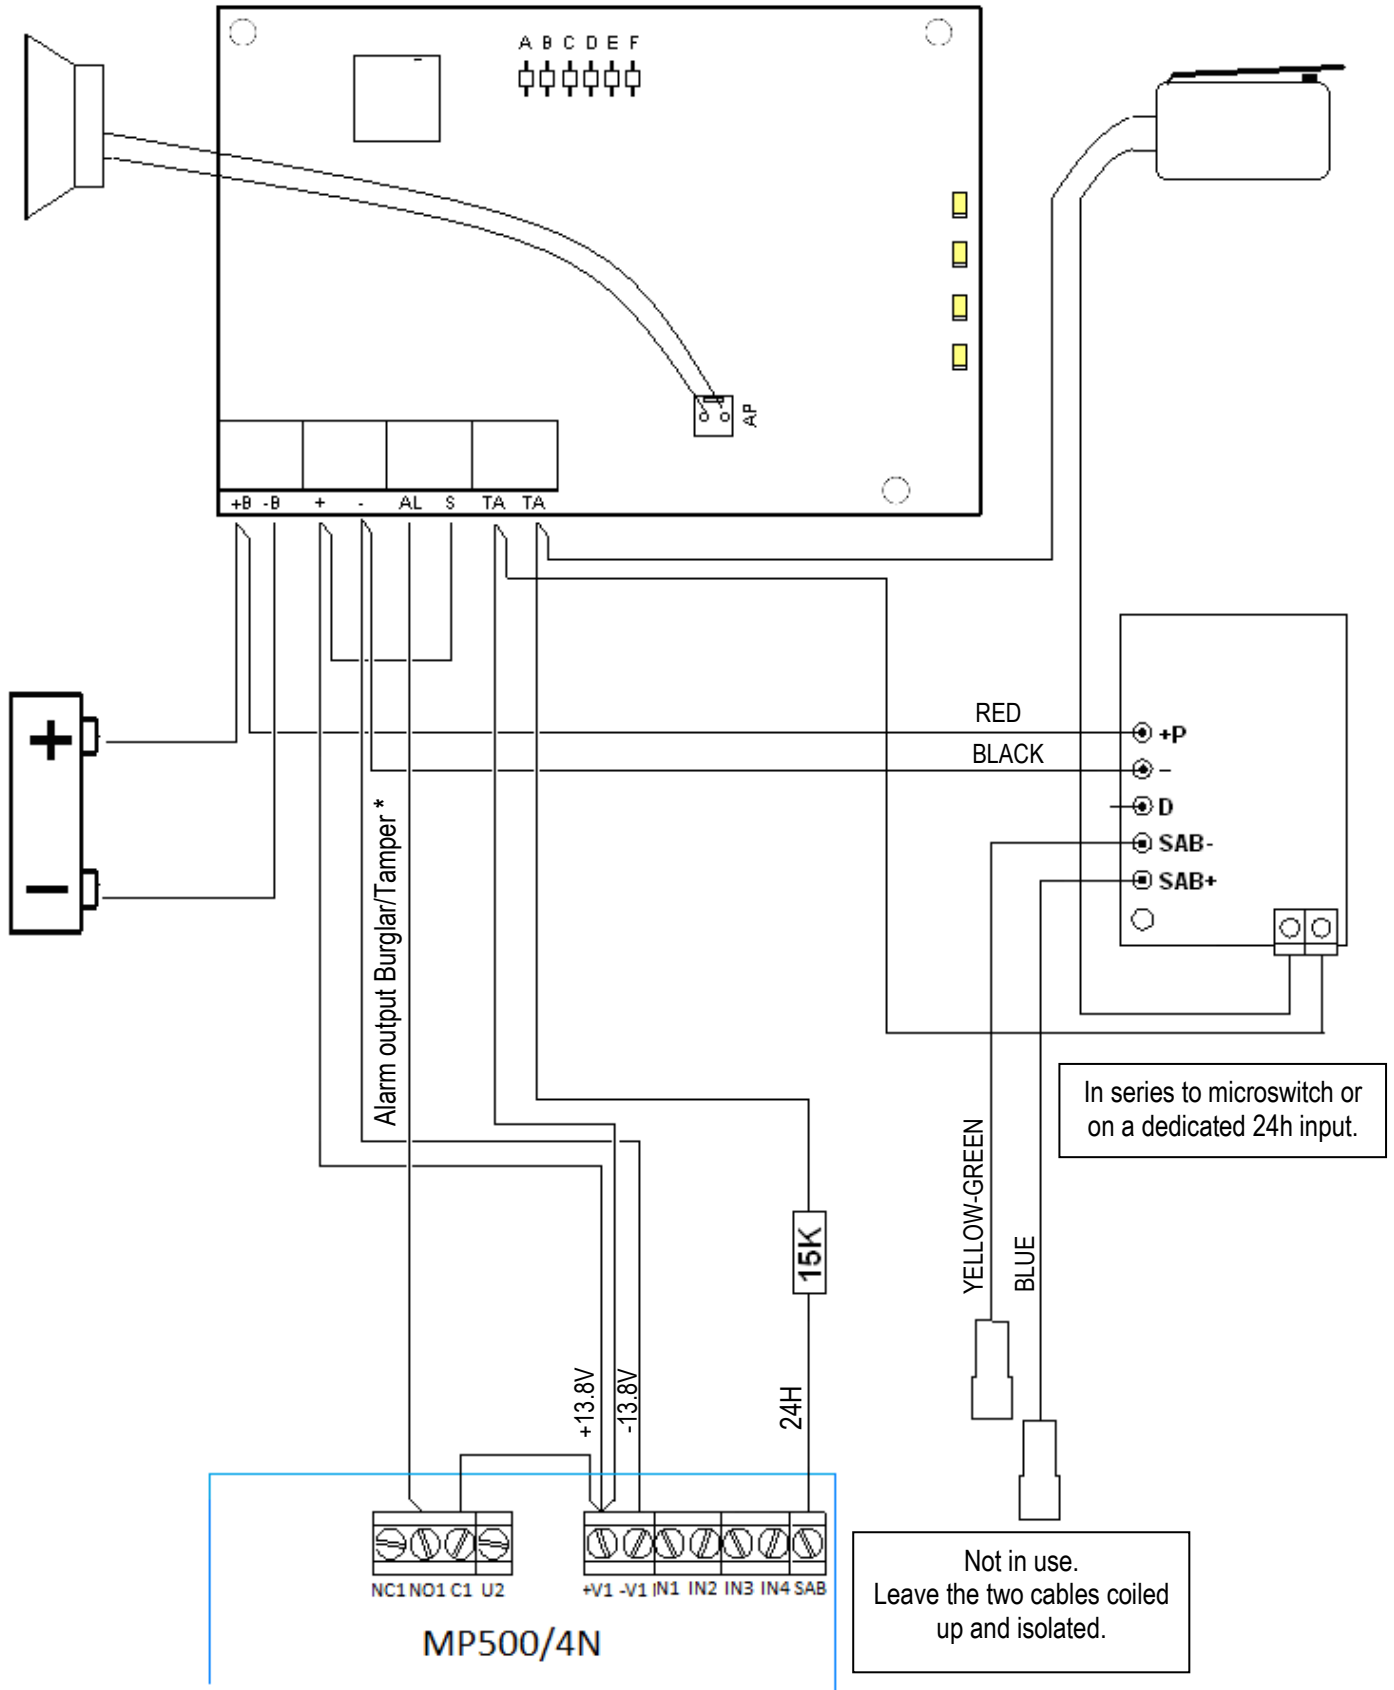 A B C D E F
AP
+B -B + - AL S TA TA
RED
+P
BLACK
–
D
SAB-
SAB+
+
−
Alarm output Burglar/Tamper *
In series to microswitch or
on a dedicated 24h input.
YELLOW-GREEN
BLUE
15K
+13.8V
-13.8V
24H
NC1 NO1 C1 U2
+V1 -V1 IN1 IN2 IN3 IN4 SAB
MP500/4N
Not in use.
Leave the two cables coiled
up and isolated.